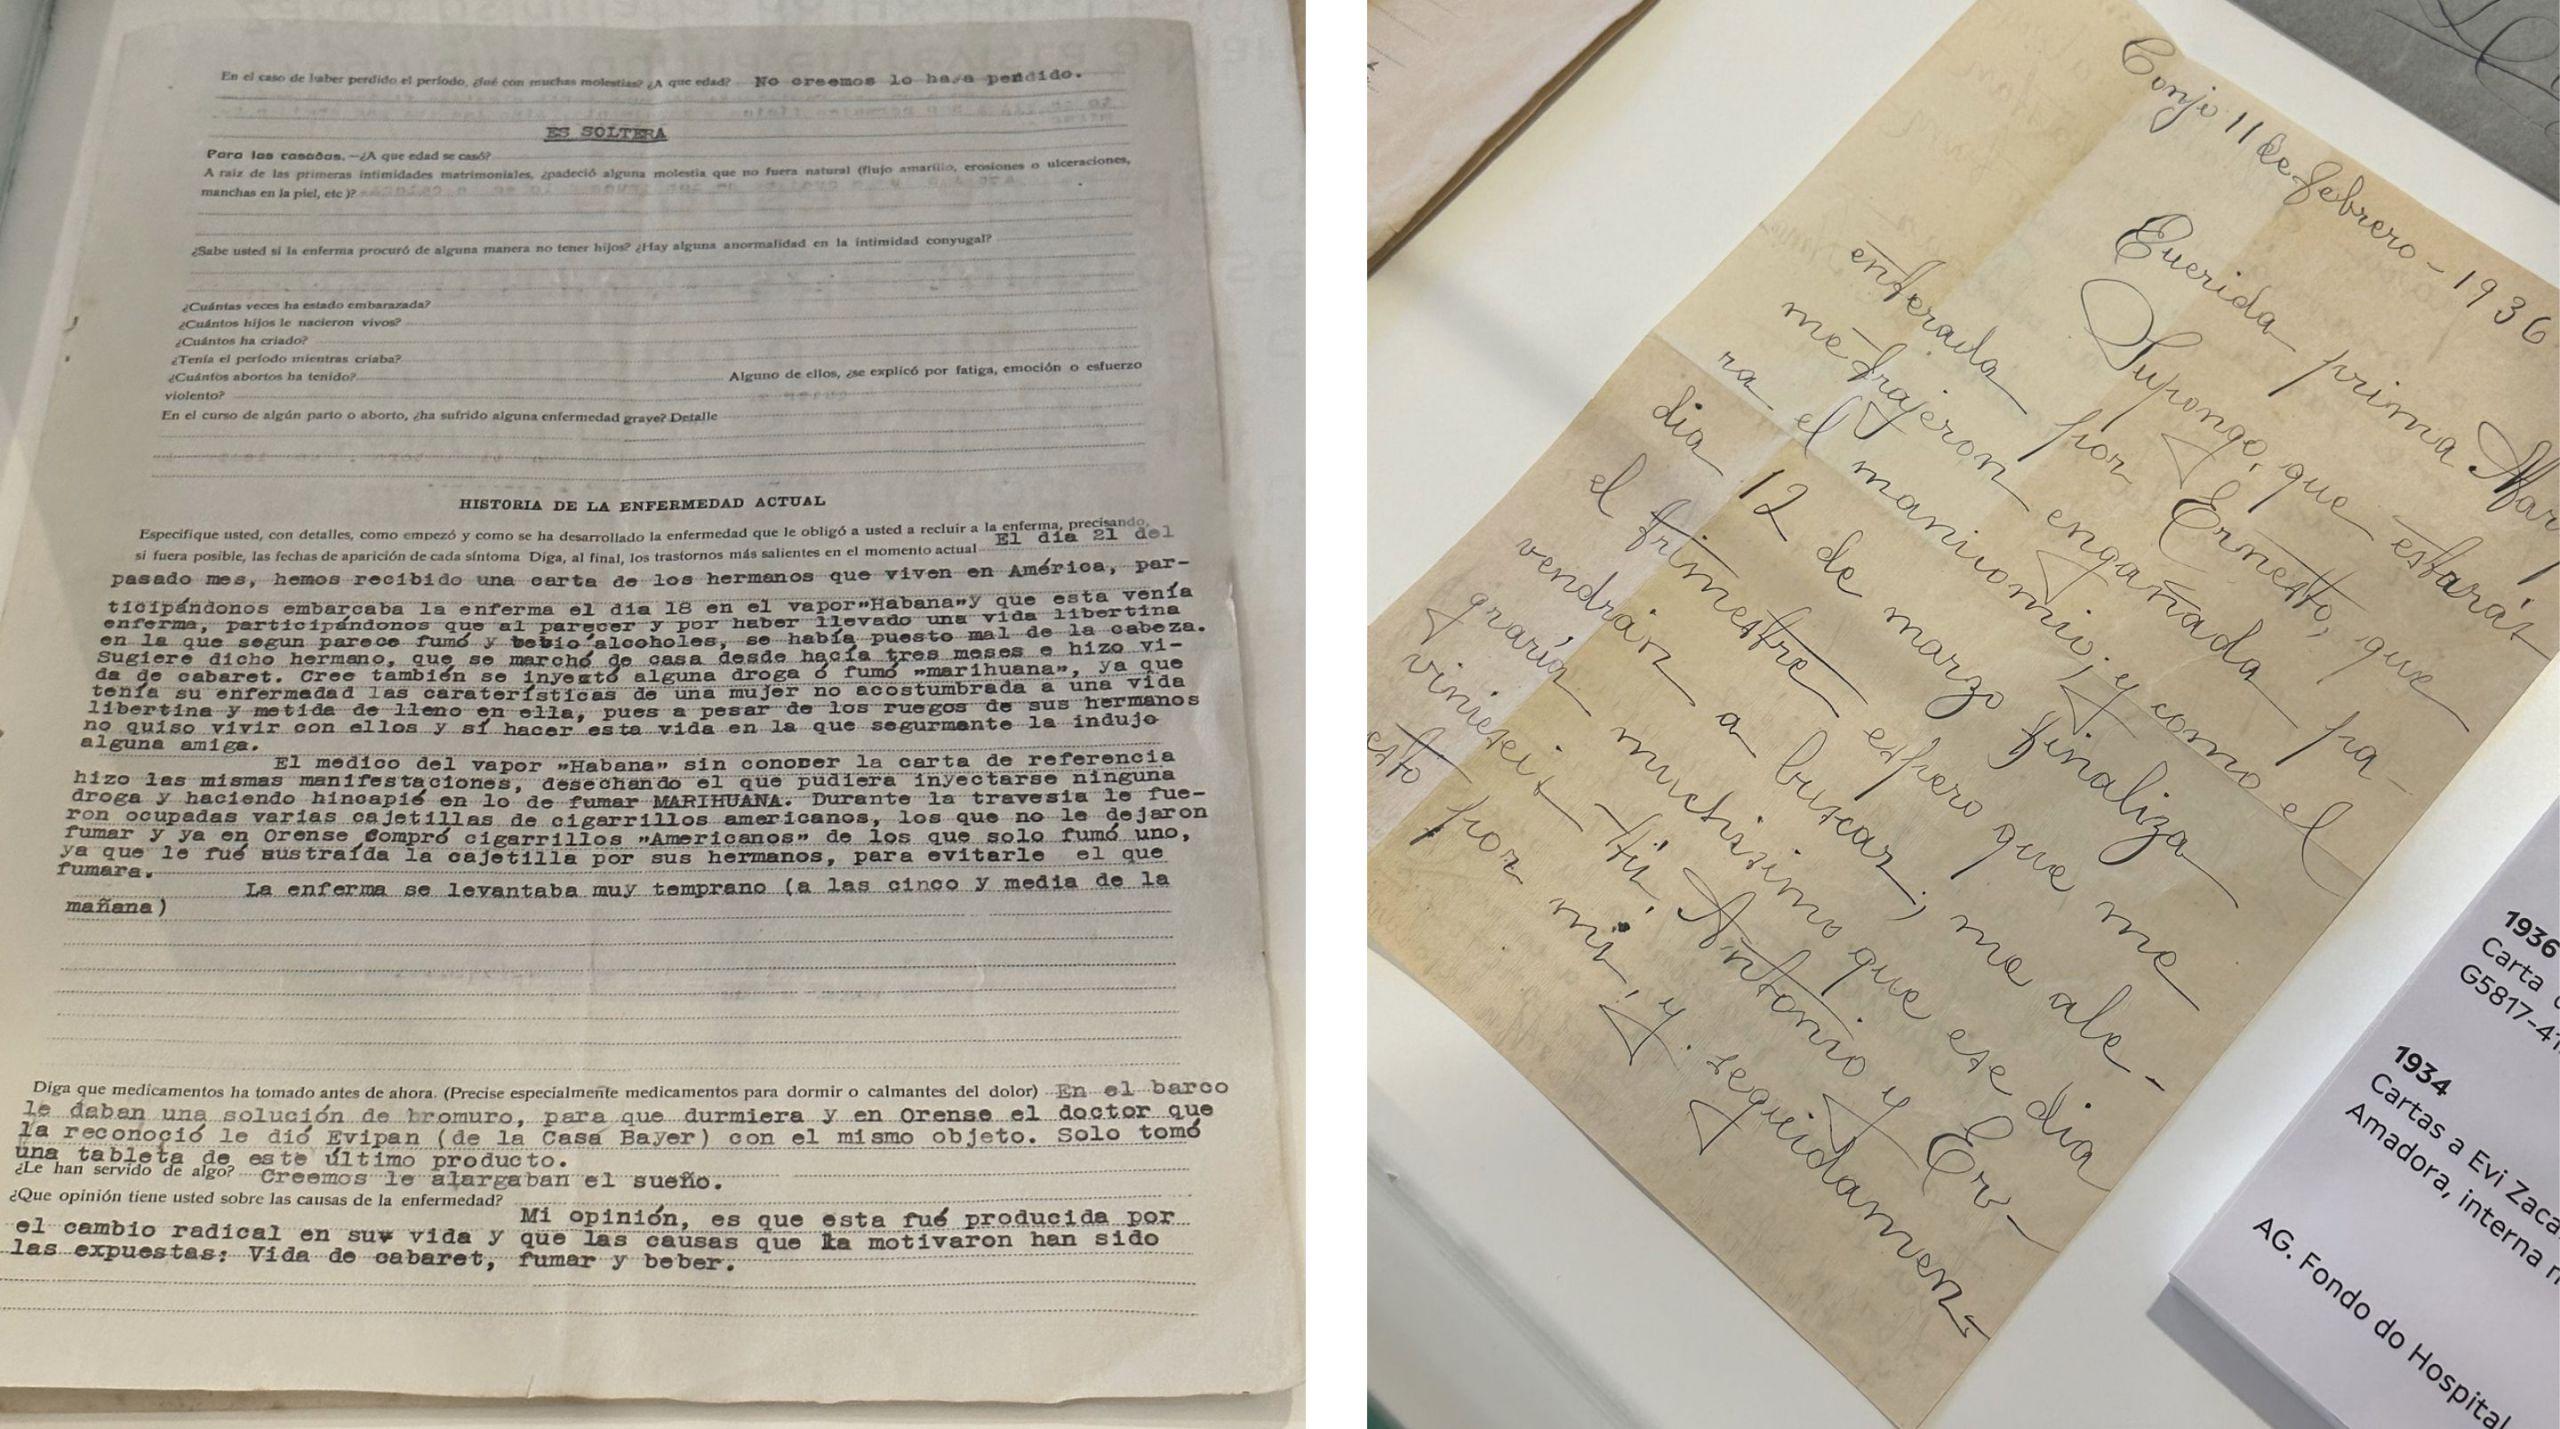 En el caso de haber perdido el período, ¿fué con muchas molestias? ¿A que edad? No creemos lo haya perdido.
ES SOLTERA
Para las casadas.—¿A que edad se casó?
A raiz de las primeras intimidades matrimoniales, ¿padeció alguna molestia que no fuera natural (flujo amarillo, erosiones o ulceraciones,
manchas en la piel, etc )?
¿Sabe usted si la enferma procuró de alguna manera no tener hijos? ¿Hay alguna anormalidad en la intimidad conyugal?
¿Cuántas veces ha estado embarazada?
¿Cuántos hijos le nacieron vivos?
¿Cuántos ha criado?
¿Tenía el período mientras criaba?
¿Cuántos abortos ha tenido? Alguno de ellos, ¿se explicó por fatiga, emoción o esfuerzo
violento?
En el curso de algún parto o aborto, ¿ha sufrido alguna enfermedad grave? Detalle
HISTORIA DE LA ENFERMEDAD ACTUAL
Especifique usted, con detalles, como empezó y como se ha desarrollado la enfermedad que le obligó a usted a recluir a la enferma, precisando,
si fuera posible, las fechas de aparición de cada síntoma Diga, al final, los trastornos más salientes en el momento actual El dia 21 del
pasado mes, hemos recibido una carta de los hermanos que viven en América, par-
ticipándonos embarcaba la enferma el dia 18 en el vapor"Habana"y que esta venía
enferma, participándonos que al parecer y por haber llevado una vida libertina
en la que segun parece fumó y bebió alcoholes, se había puesto mal de la cabeza.
Sugiere dicho hermano, que se marchó de casa desde hacía tres meses e hizo vi-
da de cabaret. Cree también se inyectó alguna droga ó fumó "marihuana", ya que
tenía su enfermedad las caraterísticas de una mujer no acostumbrada a una vida
libertina y metida de lleno en ella, pues a pesar de los ruegos de sus hermanos
no quiso vivir con ellos y sí hacer esta vida en la que segurmante la indujo
alguna amiga.
El medico del vapor "Habana" sin conocer la carta de referencia
hizo las mismas manifestaciones, desechando el que pudiera inyectarse ninguna
droga y haciendo hincapié en lo de fumar MARIHUANA. Durante la travesia le fue-
ron ocupadas varias cajetillas de cigarrillos americanos, los que no le dejaron
fumar y ya en Orense compró cigarrillos "Americanos" de los que solo fumó uno,
ya que le fué sustraída la cajetilla por sus hermanos, para evitarle el que
fumara.
La enferma se levantaba muy temprano (a las cinco y media de la
mañana)
Diga que medicamentos ha tomado antes de ahora. (Precise especialmente medicamentos para dormir o calmantes del dolor) En el barco
le daban una solución de bromuro, para que durmiera y en Orense el doctor que
la reconoció le dió Evipan (de la Casa Bayer) con el mismo objeto. Solo tomó
una tableta de este último producto.
¿Le han servido de algo? Creemos le alargaban el sueño.
¿Que opinión tiene usted sobre las causas de la enfermedad?
Mi opinión, es que esta fué producida por
el cambio radical en su vida y que las causas que la motivaron han sido
las expuestas: Vida de cabaret, fumar y beber.
Conjo 11 de febrero - 1936
Querida prima Mar
Supongo, que estarás
enterada por Ernesto, que
me trajeron engañada pa-
ra el manicomio; y como el
dia 12 de marzo finaliza
el trimestre espero que me
vendrán a buscar; me ale-
graría muchísimo que ese dia
vinieseis tú, Antonio y Er-
esto por mi, y seguidamen-
1936
Carta
G5817-41
1934
Cartas a Evi Zaca
Amadora, interna
AG. Fondo do Hospital